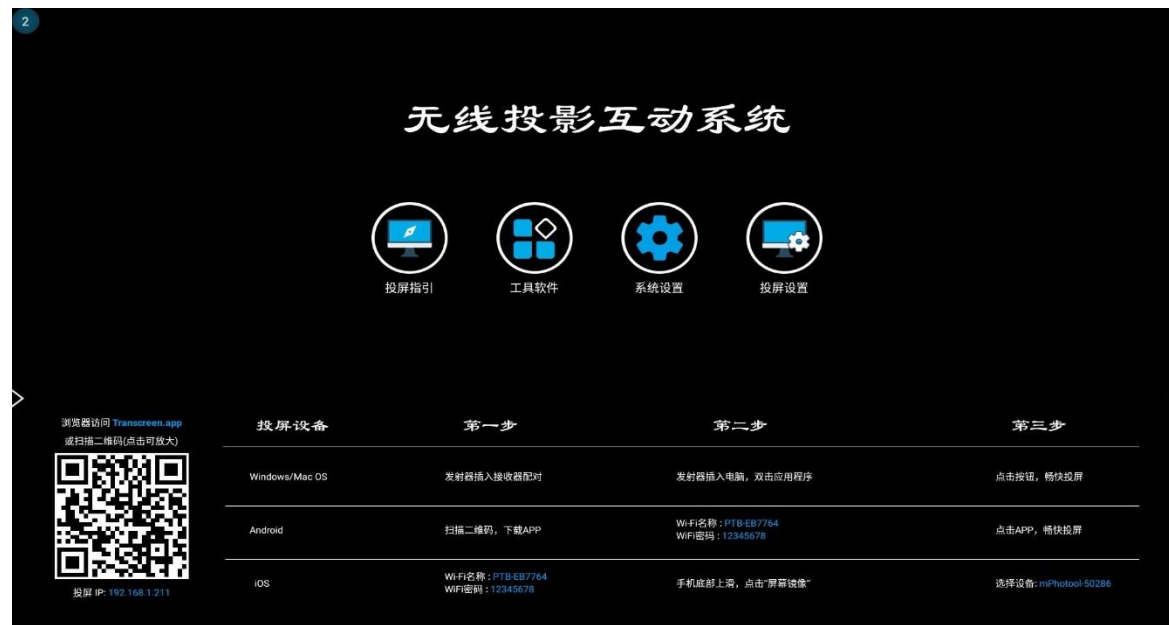 2
无线投影互动系统
投屏指引
工具软件
系统设置
投屏设置
浏览器访问 Transcreen.app
或扫描二维码(点击可放大)
投屏 IP: 192.168.1.211
投屏设备 第一步 第二步 第三步
Windows/Mac OS 发射器插入接收器配对 发射器插入电脑，双击应用程序 点击按钮，畅快投屏
Android 扫描二维码，下载APP Wi-Fi名称 : PTB-EB7764
WiFi密码 : 12345678
点击APP，畅快投屏
iOS Wi-Fi名称 : PTB-EB7764
WiFi密码 : 12345678
手机底部上滑，点击"屏幕镜像" 选择设备: mPhotool-50286